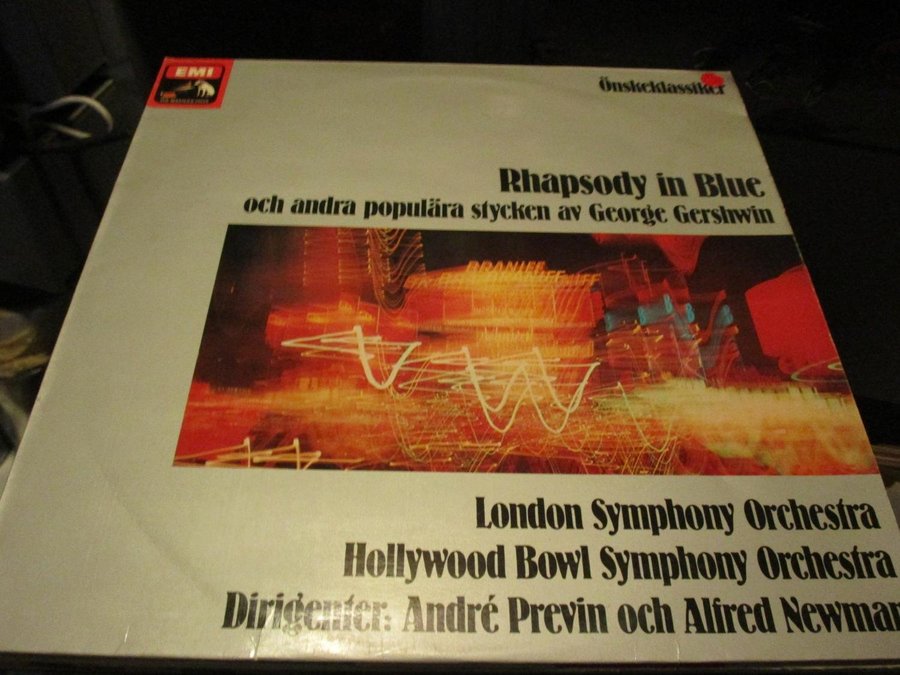 EMI
Önskeklassiker
Rhapsody in Blue
och andra populära stycken av George Gershwin
BRANIFF
London Symphony Orchestra
Hollywood Bowl Symphony Orchestra
Dirigenter: André Previn och Alfred Newman